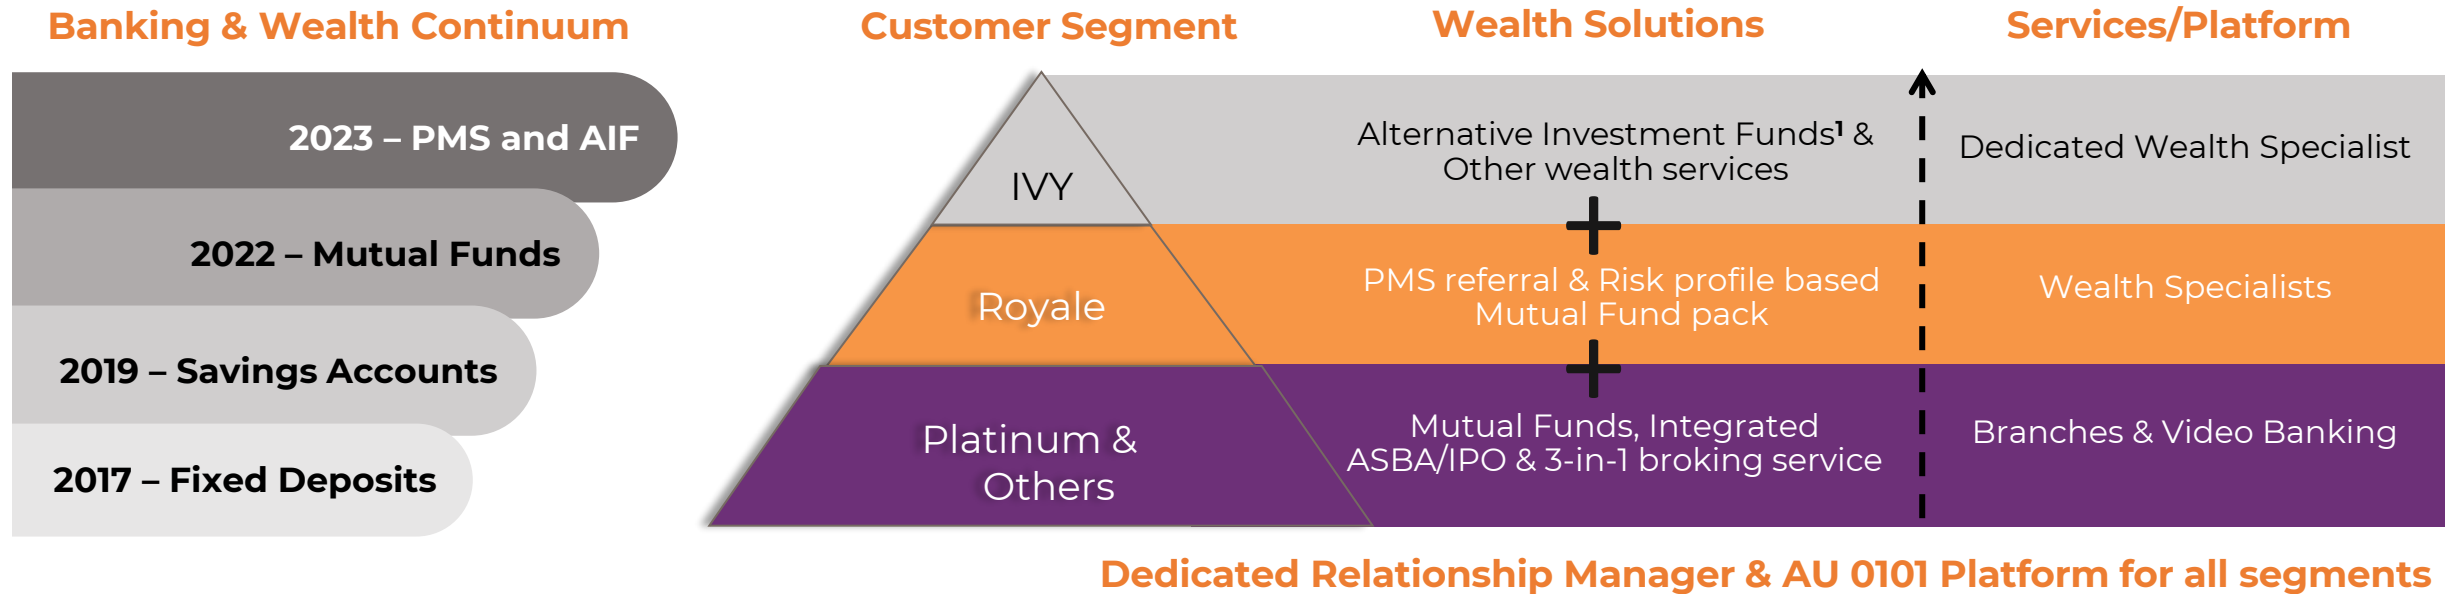 Banking & Wealth Continuum
2023 – PMS and AIF
2022 – Mutual Funds
2019 – Savings Accounts
2017 – Fixed Deposits
Customer Segment
IVY
Royale
Platinum &
Others
Wealth Solutions
Alternative Investment Funds¹ &
Other wealth services
+
PMS referral & Risk profile based
Mutual Fund pack
+
Mutual Funds, Integrated
ASBA/IPO & 3-in-1 broking service
Services/Platform
Dedicated Wealth Specialist
Wealth Specialists
Branches & Video Banking
Dedicated Relationship Manager & AU 0101 Platform for all segments